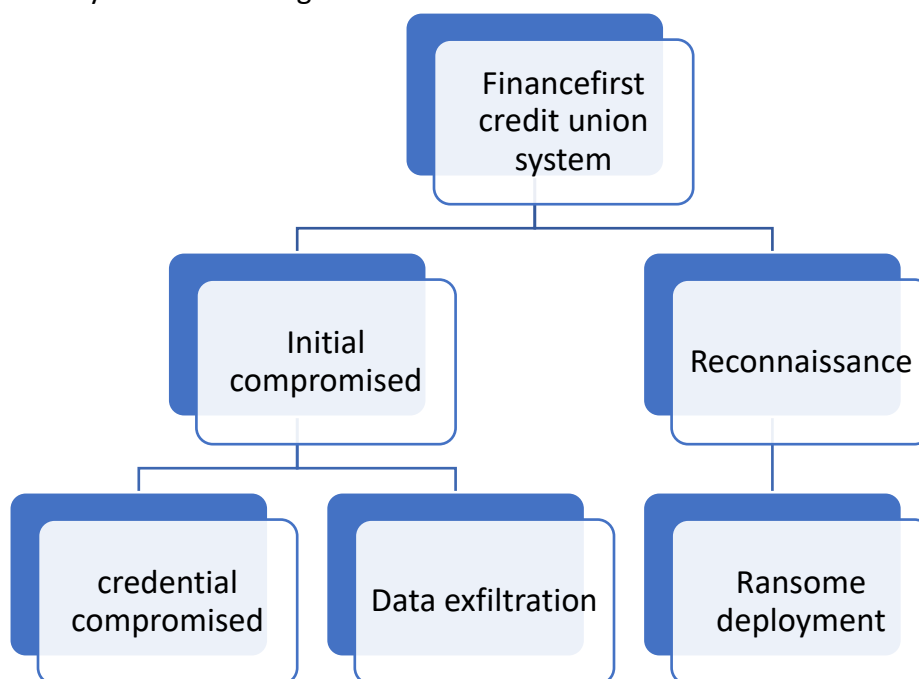 Financefirst
credit union
system
Initial
compromised
Reconnaissance
credential
compromised
Data exfiltration
Ransome
deployment